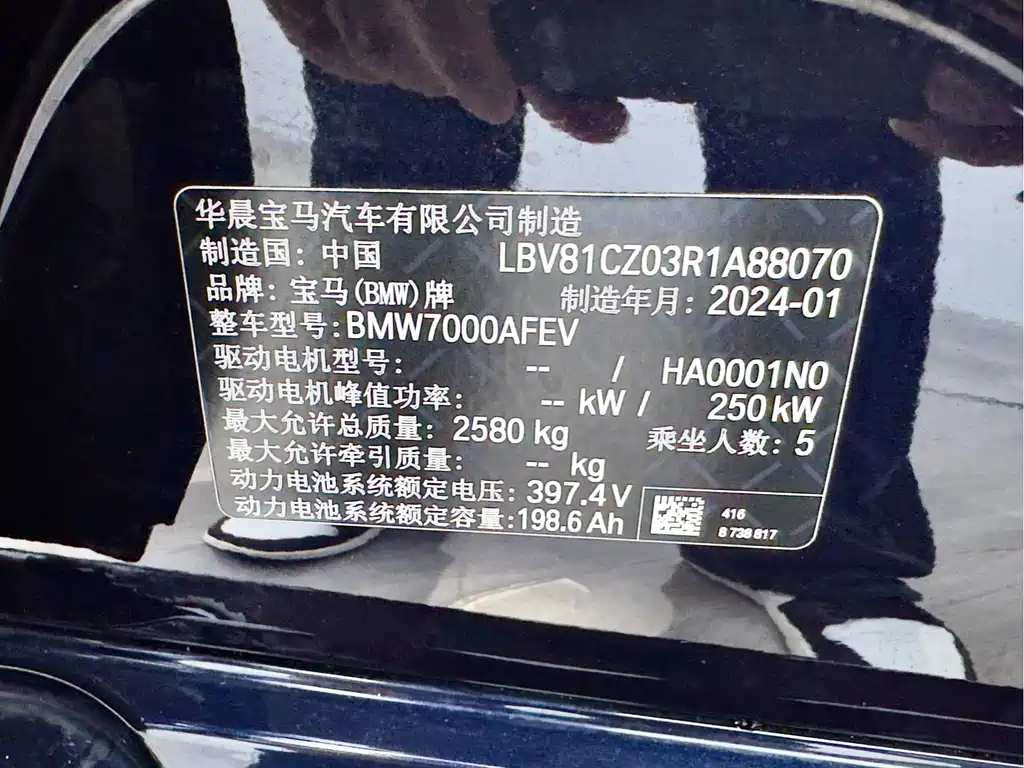 华晨宝马汽车有限公司制造
制造国：中国 LBV81CZ03R1A88070
品牌：宝马(BMW)牌 制造年月：2024-01
整车型号：BMW7000AFEV
驱动电机型号： -- / HA0001N0
驱动电机峰值功率： -- kW / 250 kW
最大允许总质量：2580 kg 乘坐人数：5
最大允许牵引质量： -- kg
动力电池系统额定电压：397.4 V
动力电池系统额定容量：198.6 Ah
416
8 738 817